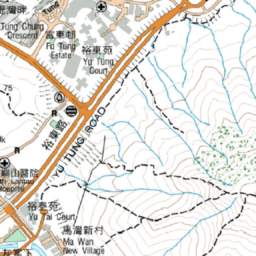 Tung
Tung Chung
Crescent
富東邨
Fu Tung
Estate
裕東苑
Yu Tung
Court
75
R
裕東路
YU TUNG ROAD
R
裕泰苑
Yu Tai Court
馬灣新村
Ma Wan
New Village